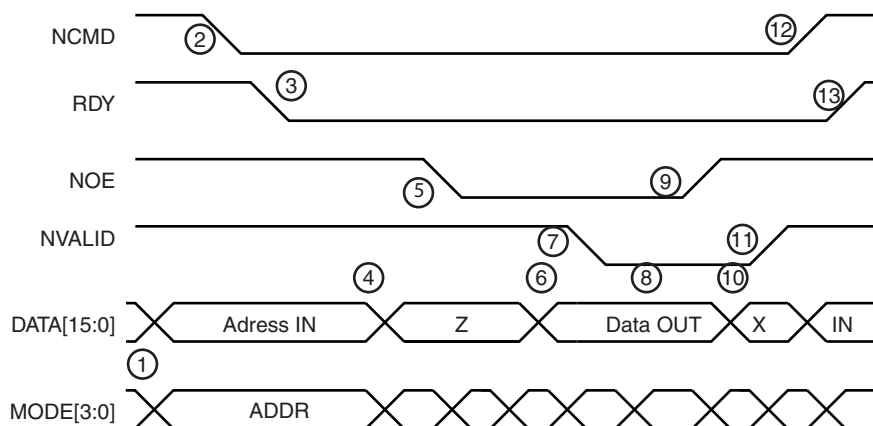 NCMD
2
12
RDY
3
13
NOE
5
9
NVALID
7
11
4
6
8
10
DATA[15:0]
Adress IN
Z
Data OUT
X
IN
1
MODE[3:0]
ADDR